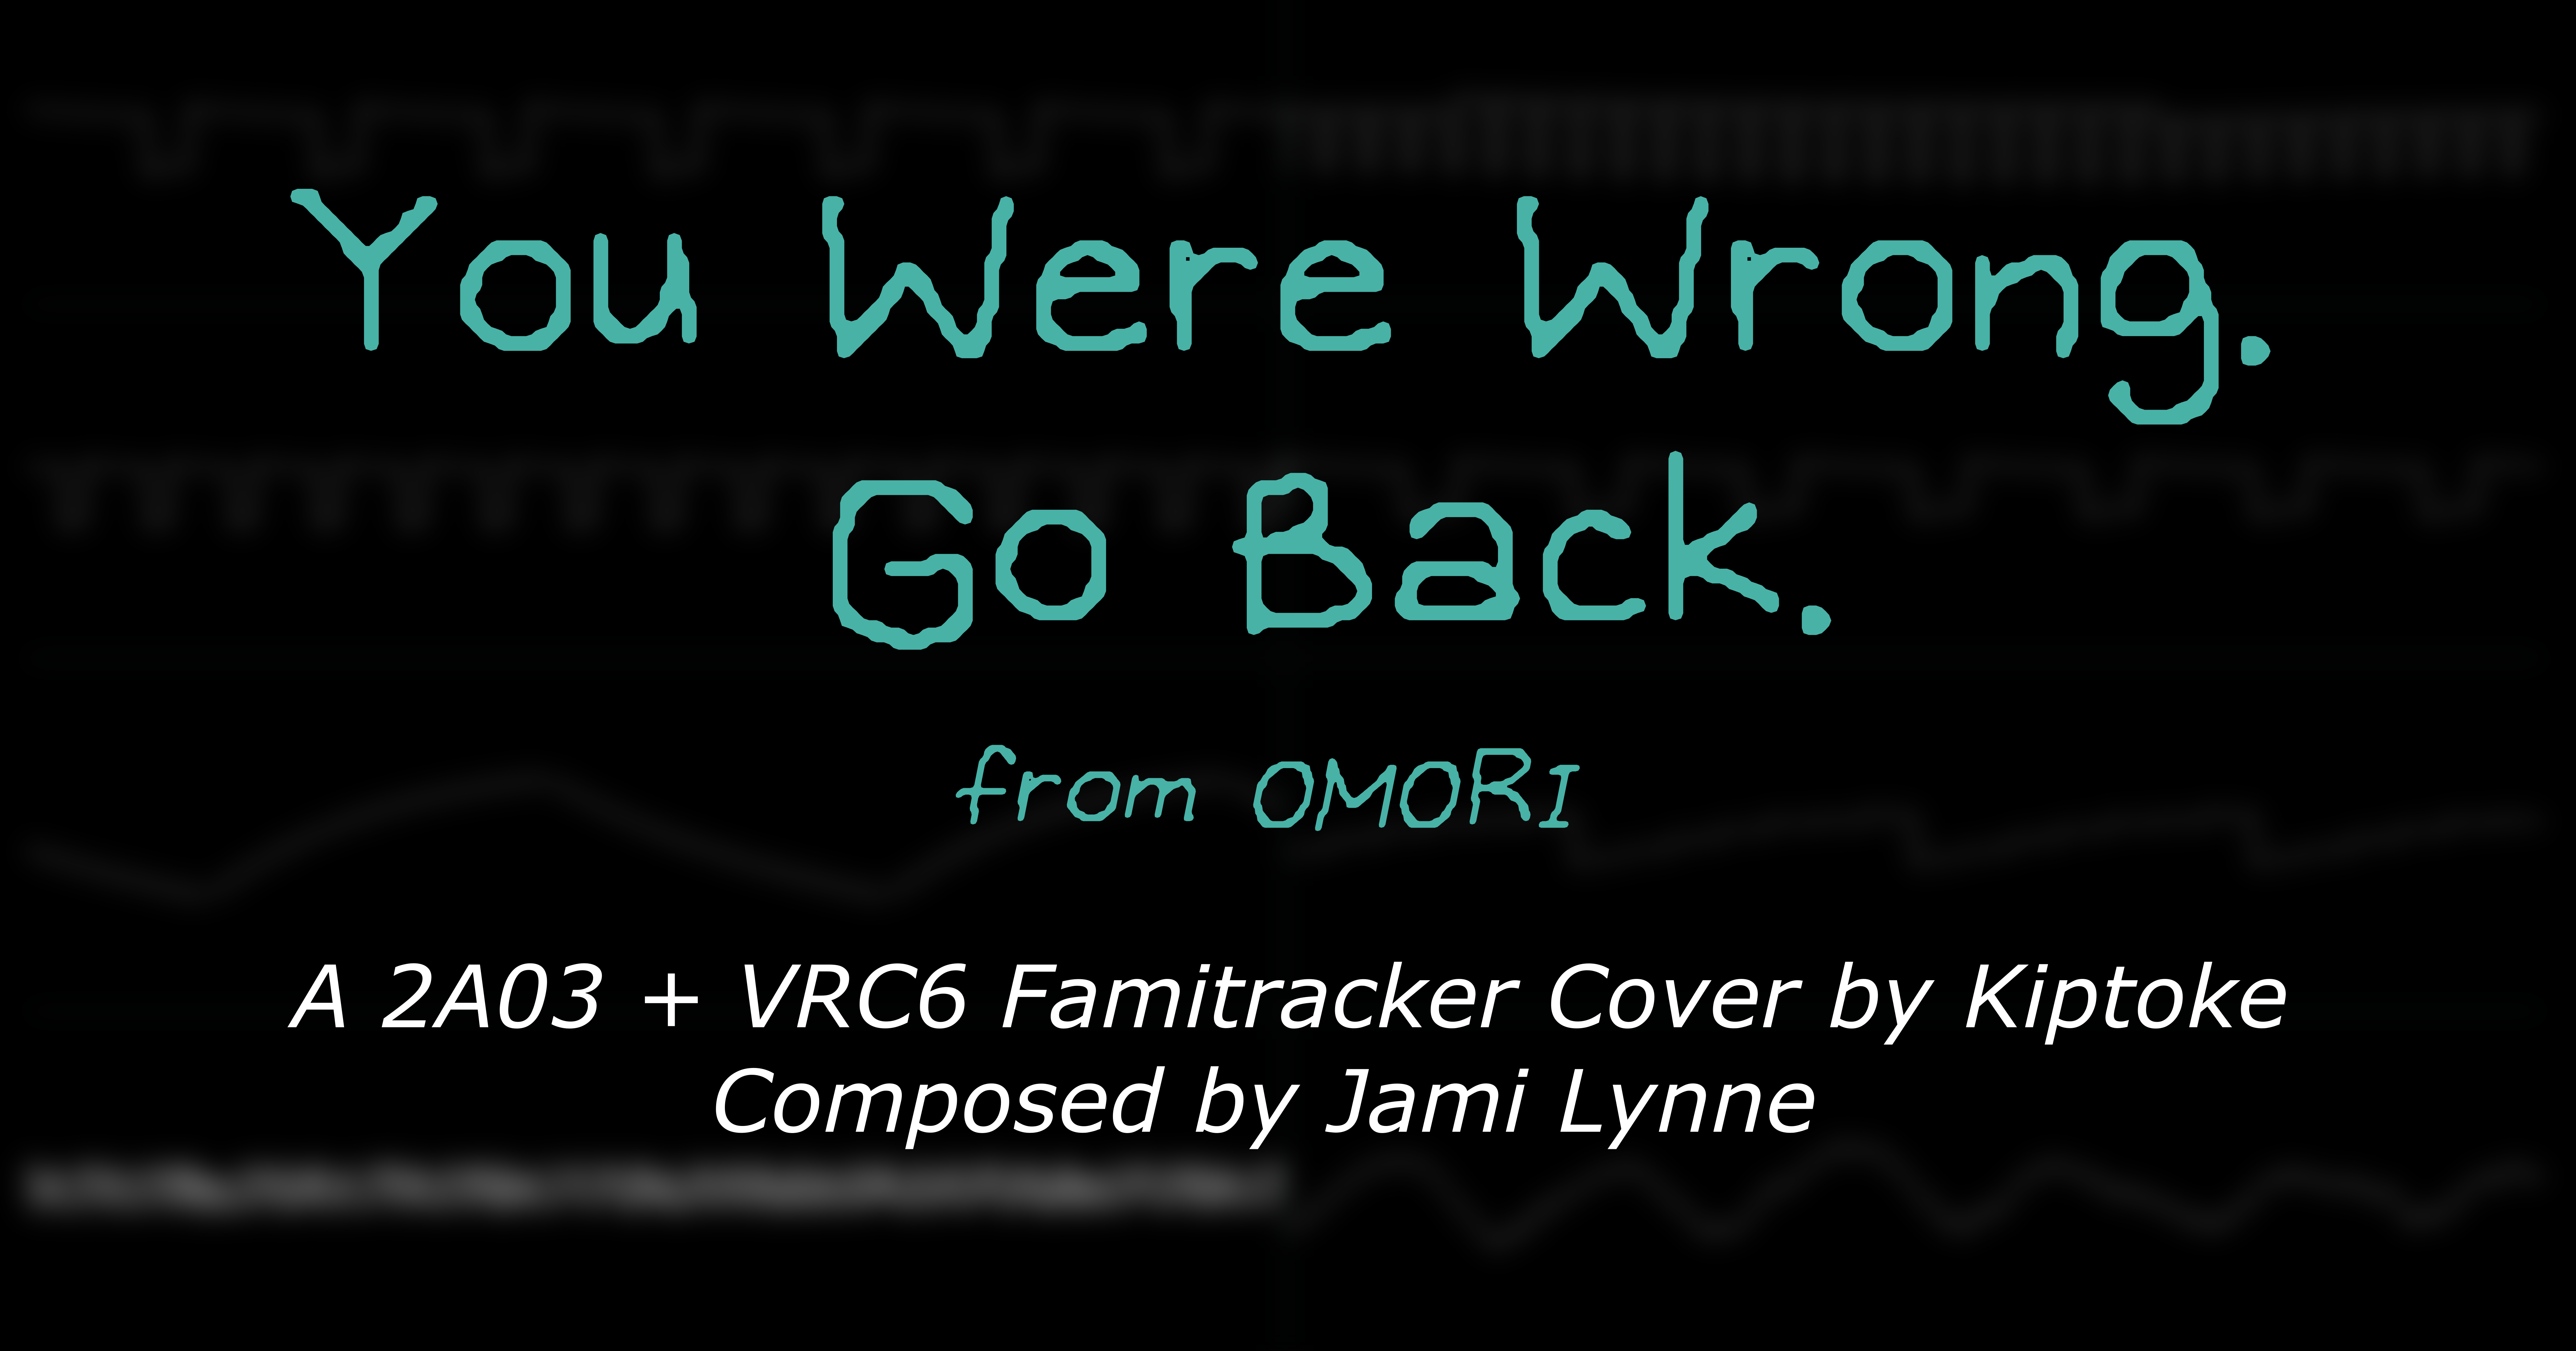 You Were Wrong.
Go Back.
from OMORI
A 2A03 + VRC6 Famitracker Cover by Kiptoke
Composed by Jami Lynne